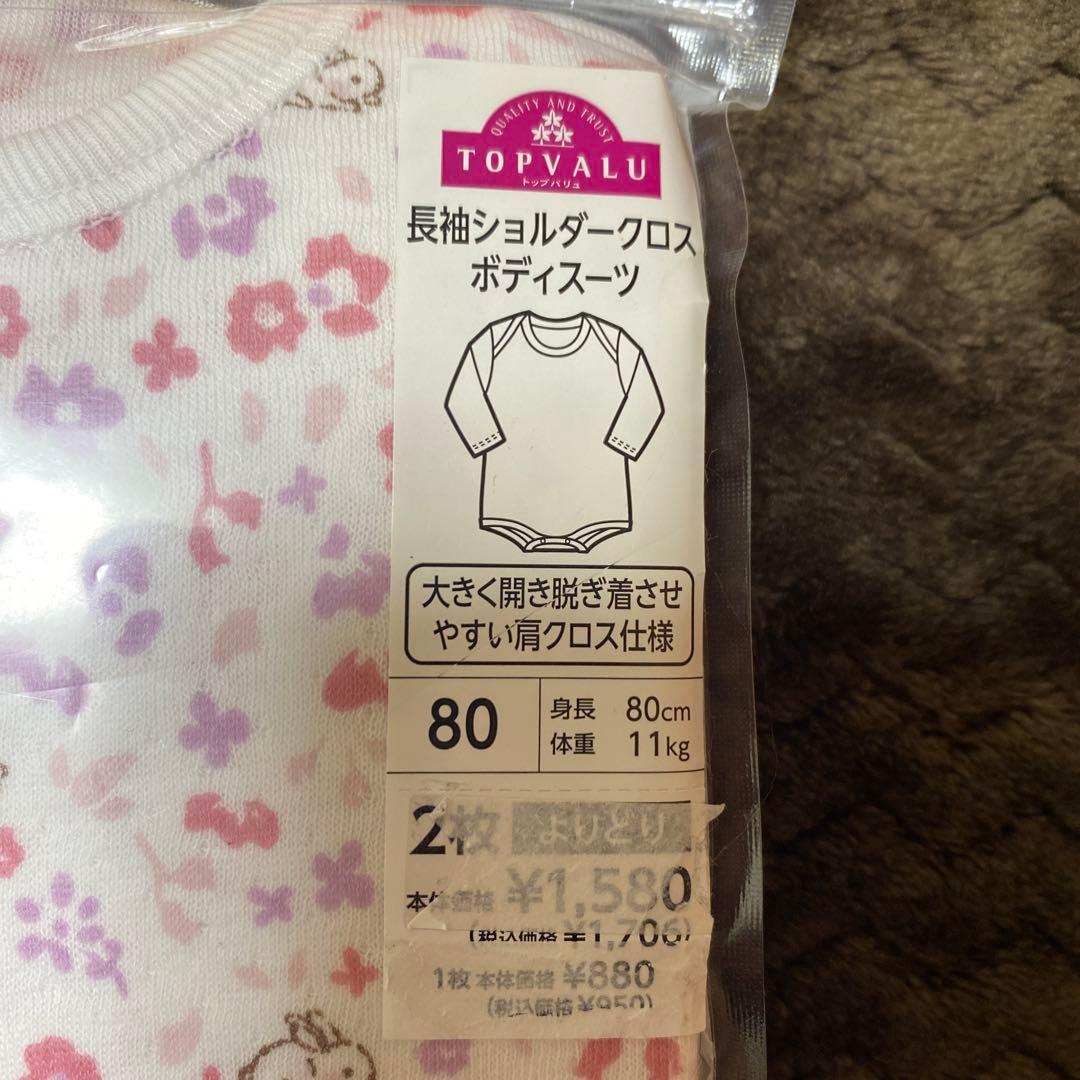 QUALITY AND TRUST
TOPVALU
トップバリュ
長袖ショルダークロス
ボディスーツ
大きく開き脱ぎ着させ
やすい肩クロス仕様
80
身長 80cm
体重 11kg
2枚 よりどり
本体価格 ¥1,580
(税込価格 ¥1,706)
1枚 本体価格 ¥880
(税込価格 ¥950)